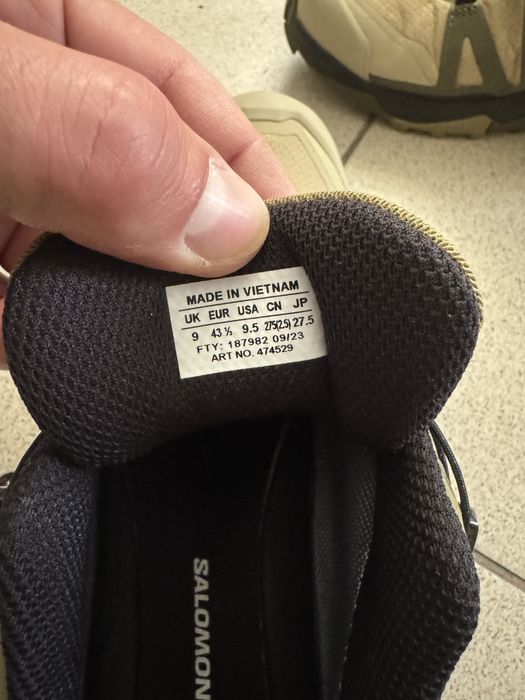 MADE IN VIETNAM
UK EUR USA CN JP
9 43 ⅓ 9.5 275(2.5) 27.5
FTY: 187982 09/23
ART NO. 474529
SALOMON